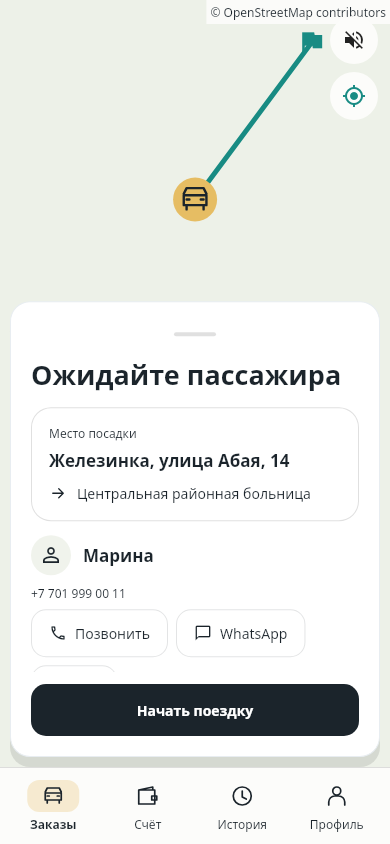 © OpenStreetMap contributors
Ожидайте пассажира
Место посадки
Железинка, улица Абая, 14
Центральная районная больница
Марина
+7 701 999 00 11
Позвонить
WhatsApp
Начать поездку
Заказы
Счёт
История
Профиль